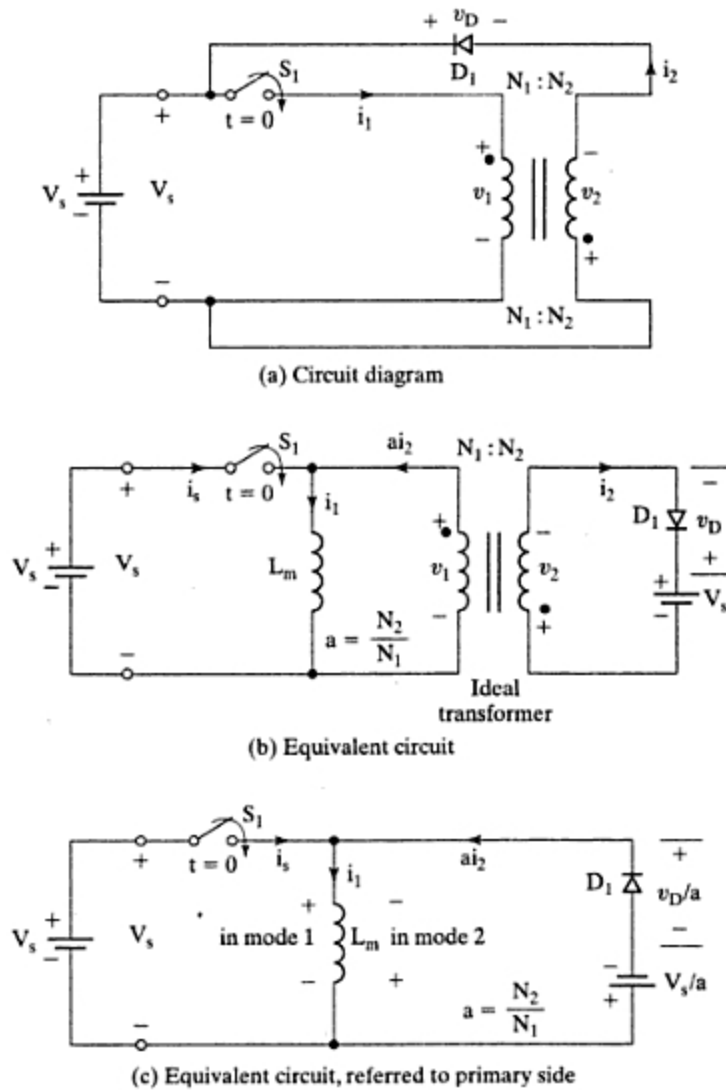 + v_D −
S₁
D₁
N₁ : N₂
i₂
+
t = 0
i₁
+
−
V_s
+
−
V_s
v₁
v₂
−
+
−
N₁ : N₂
(a) Circuit diagram
S₁
ai₂
N₁ : N₂
+
i_s
t = 0
i₂
−
i₁
D₁
v_D
+
−
V_s
+
−
V_s
L_m
+
v₁
−
−
v₂
+
+
+
−
V_s
−
a = N₂
N₁
Ideal
transformer
(b) Equivalent circuit
S₁
+
t = 0
i_s
ai₂
+
i₁
D₁
v_D/a
+
−
V_s
V_s
in mode 1
+
−
L_m
−
+
in mode 2
−
−
+
V_s/a
−
a = N₂
N₁
(c) Equivalent circuit, referred to primary side